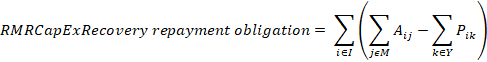 RMRCapExRecovery repayment obligation = ∑_{i∈I} (∑_{j∈M} A_{ij} − ∑_{k∈Y} P_{ik})